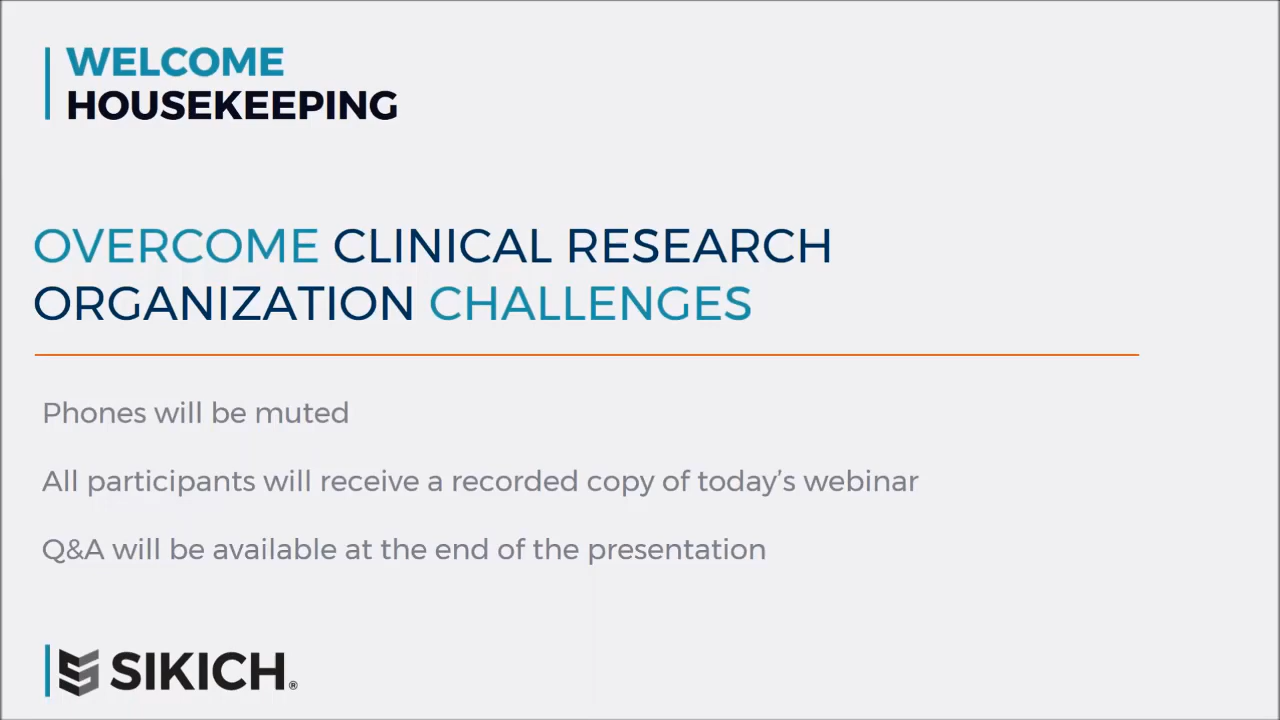 WELCOME
HOUSEKEEPING
OVERCOME CLINICAL RESEARCH
ORGANIZATION CHALLENGES
Phones will be muted
All participants will receive a recorded copy of today's webinar
Q&A will be available at the end of the presentation
SIKICH®